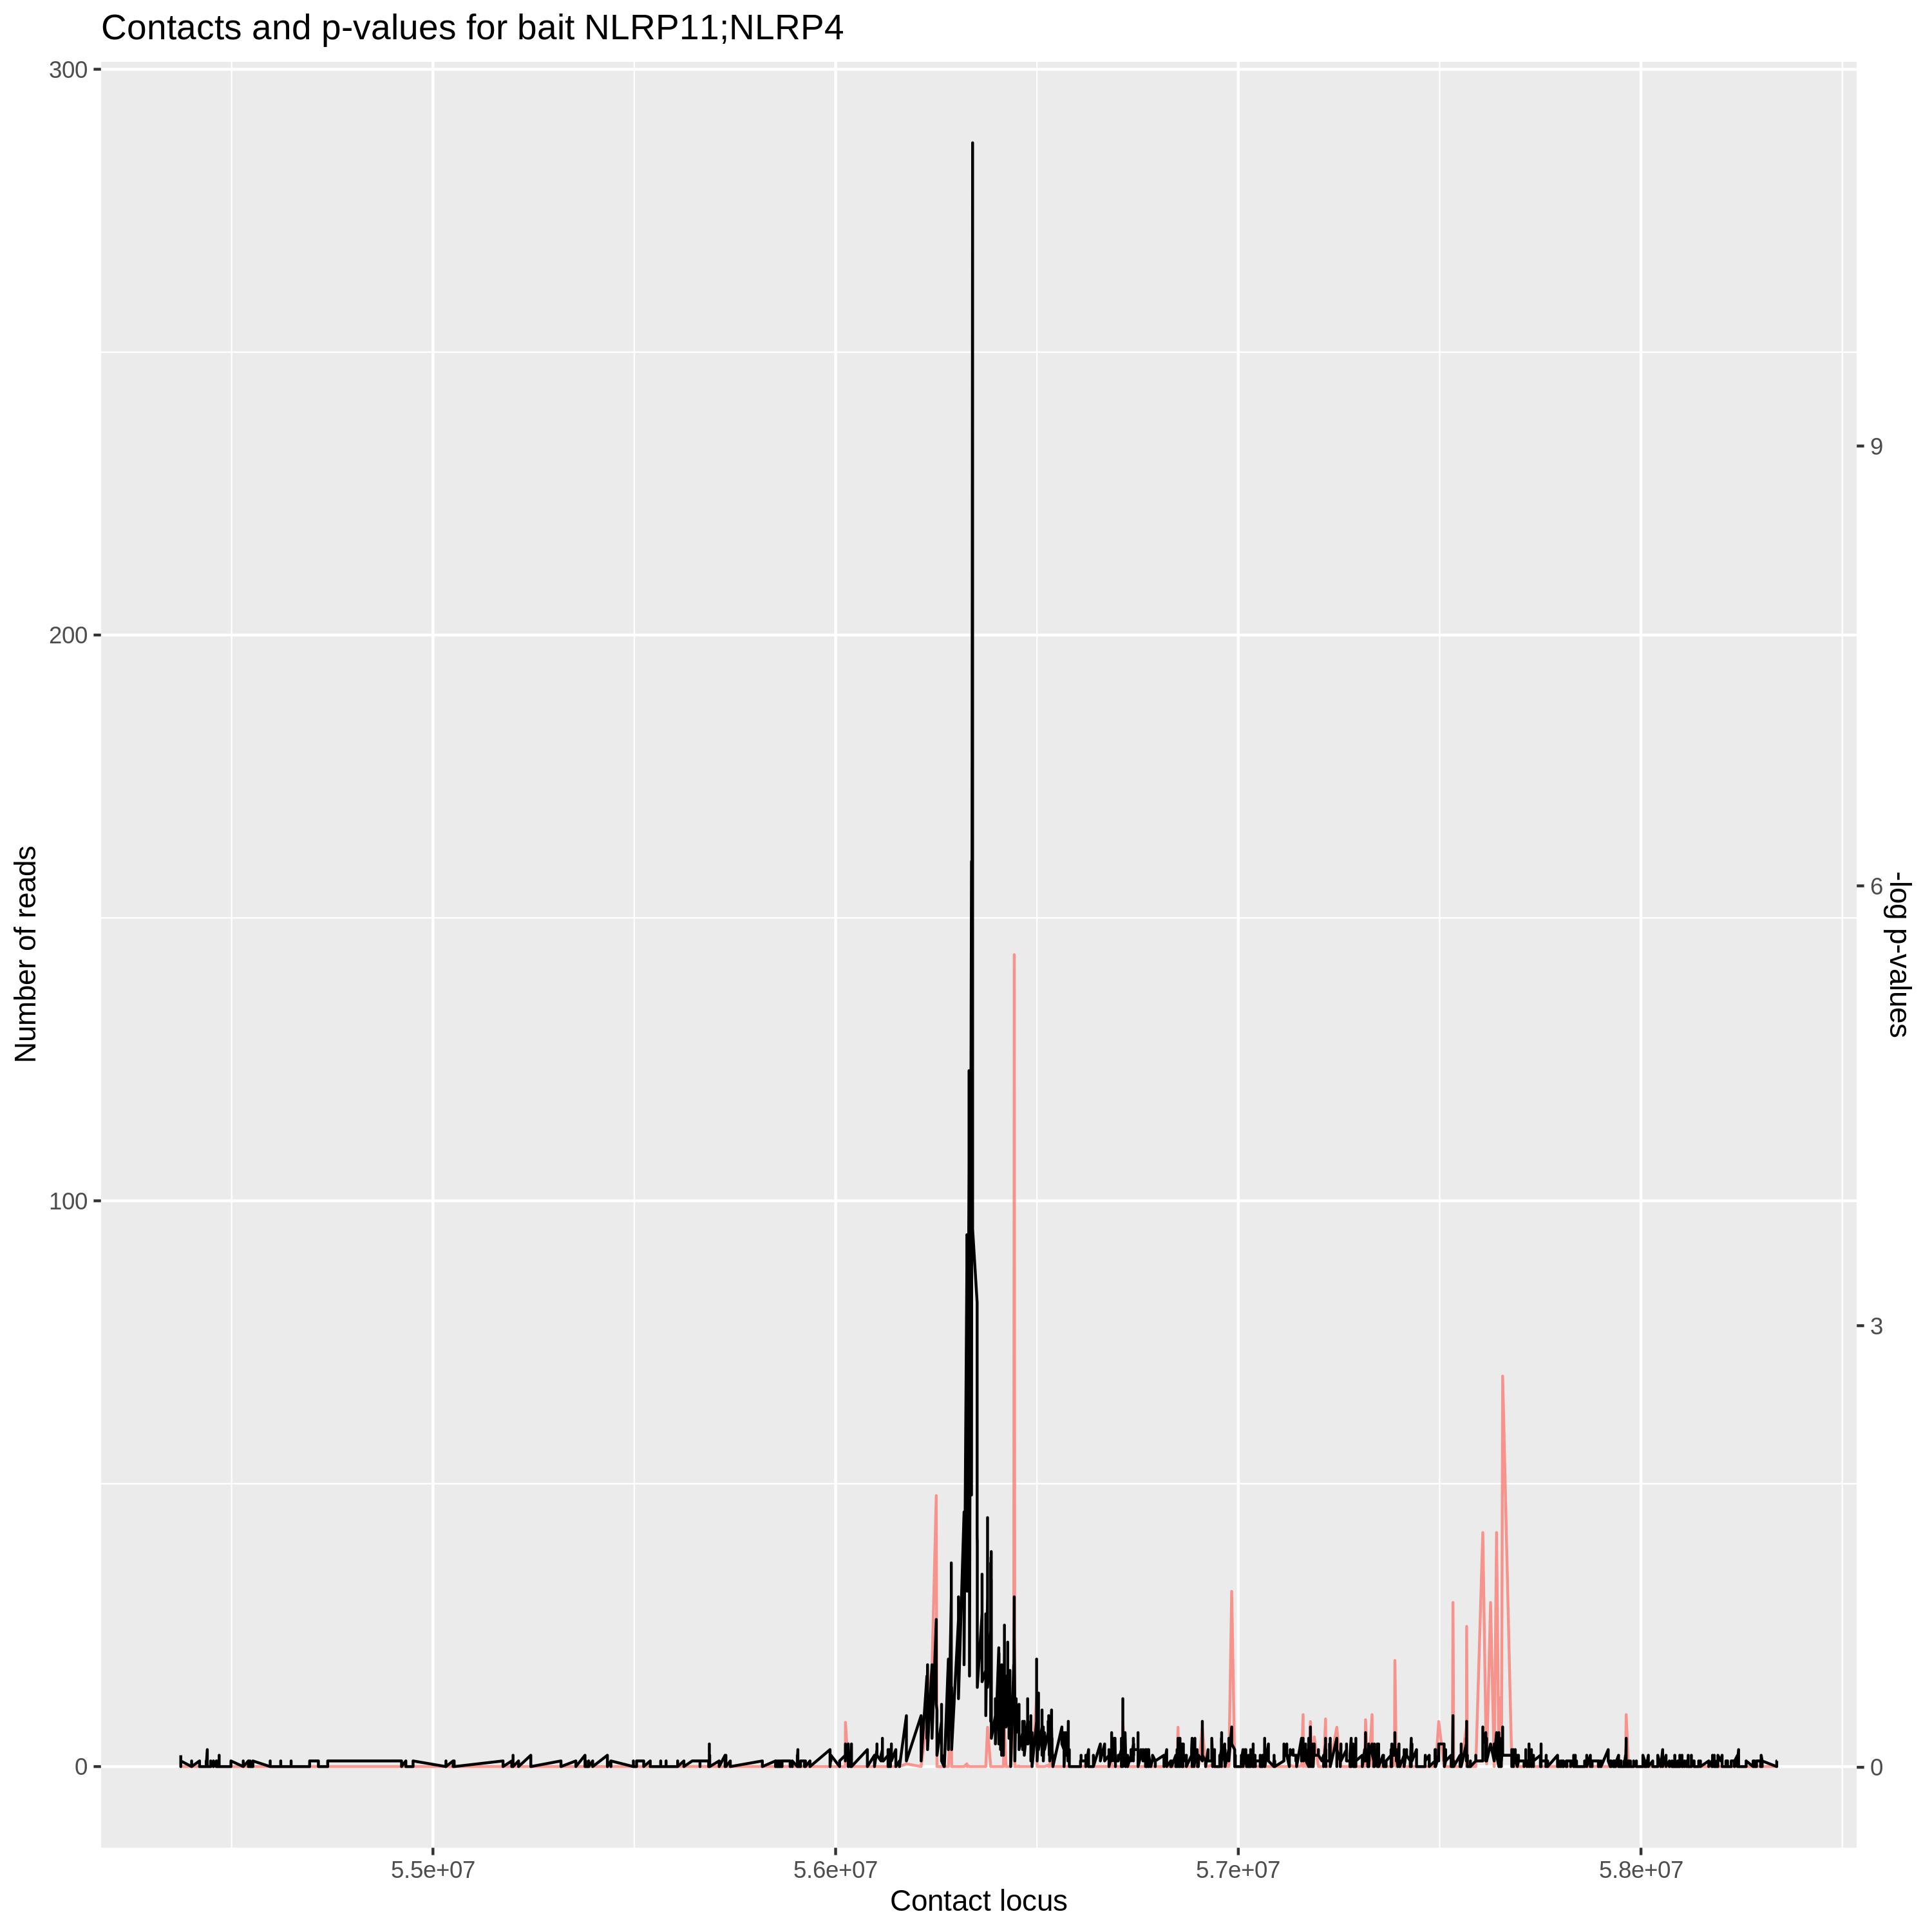 Contacts and p-values for bait NLRP11;NLRP4
300
200
100
0
Number of reads
9
6
3
0
-log p-values
5.5e+07
5.6e+07
5.7e+07
5.8e+07
Contact locus